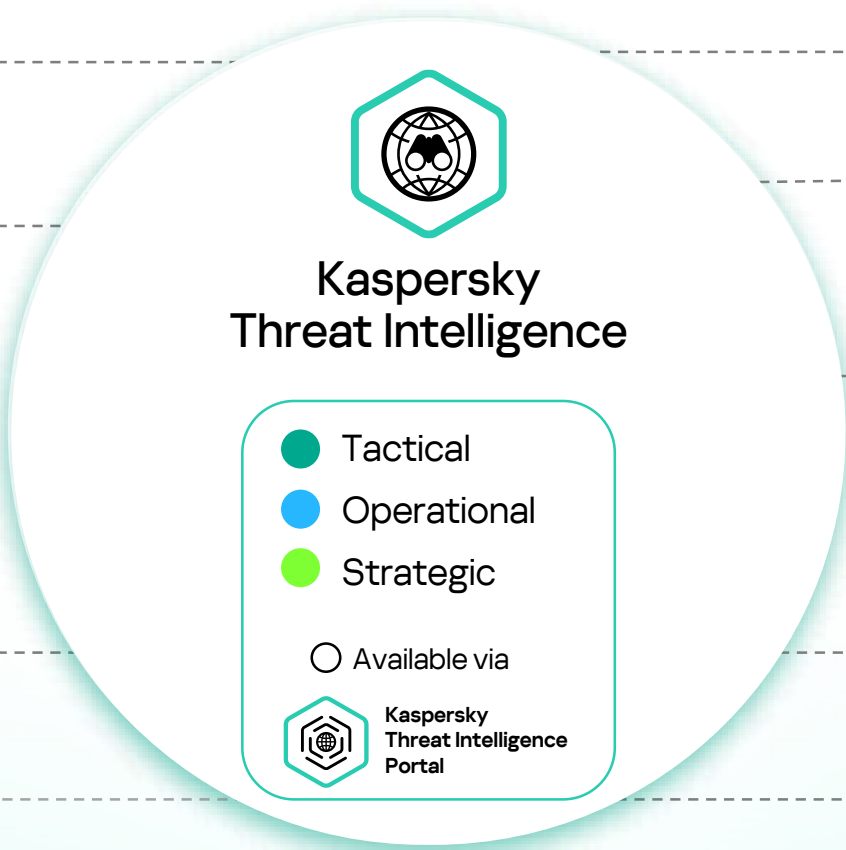 Kaspersky
Threat Intelligence
Tactical
Operational
Strategic
Available via
Kaspersky
Threat Intelligence
Portal